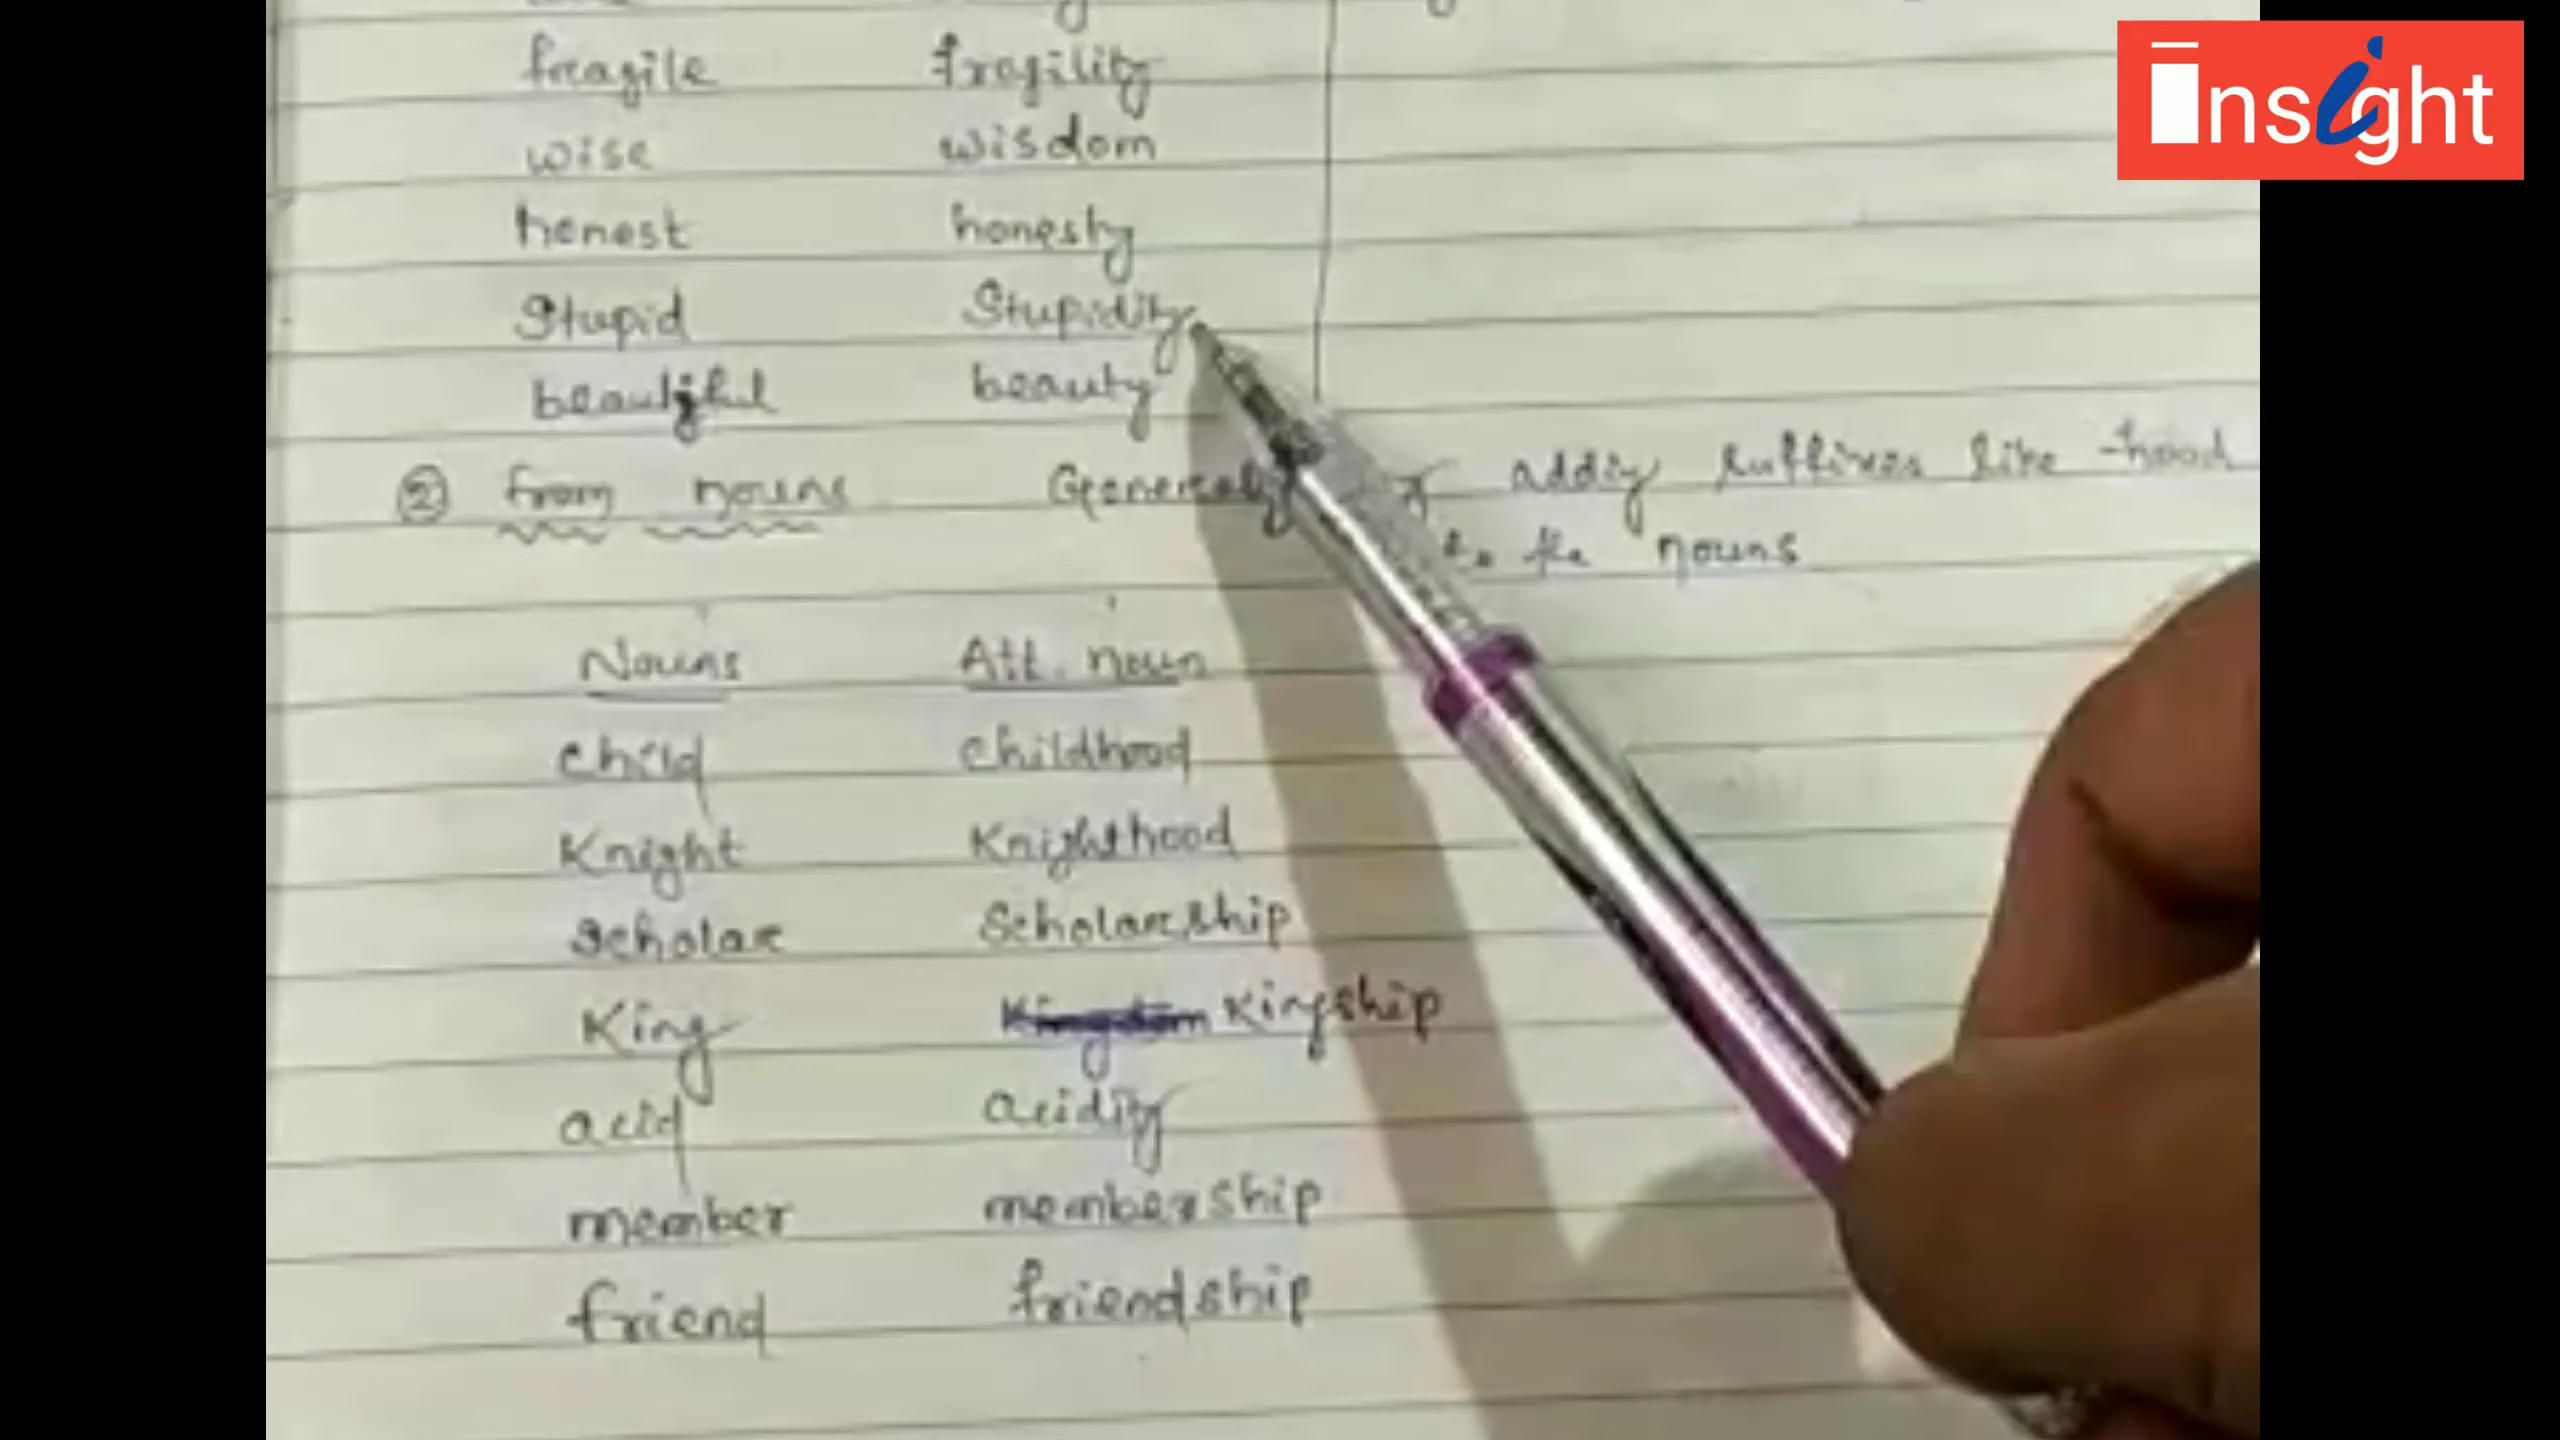 Insight
fragile fragility
wise wisdom
honest honesty
Stupid Stupidity
beautiful beauty
② from nouns Generally adding suffixes like -hood
to the nouns
Nouns Att. noun
child childhood
Knight Knighthood
Scholar Scholarship
King Kingdom Kingship
acid acidity
member membership
friend friendship